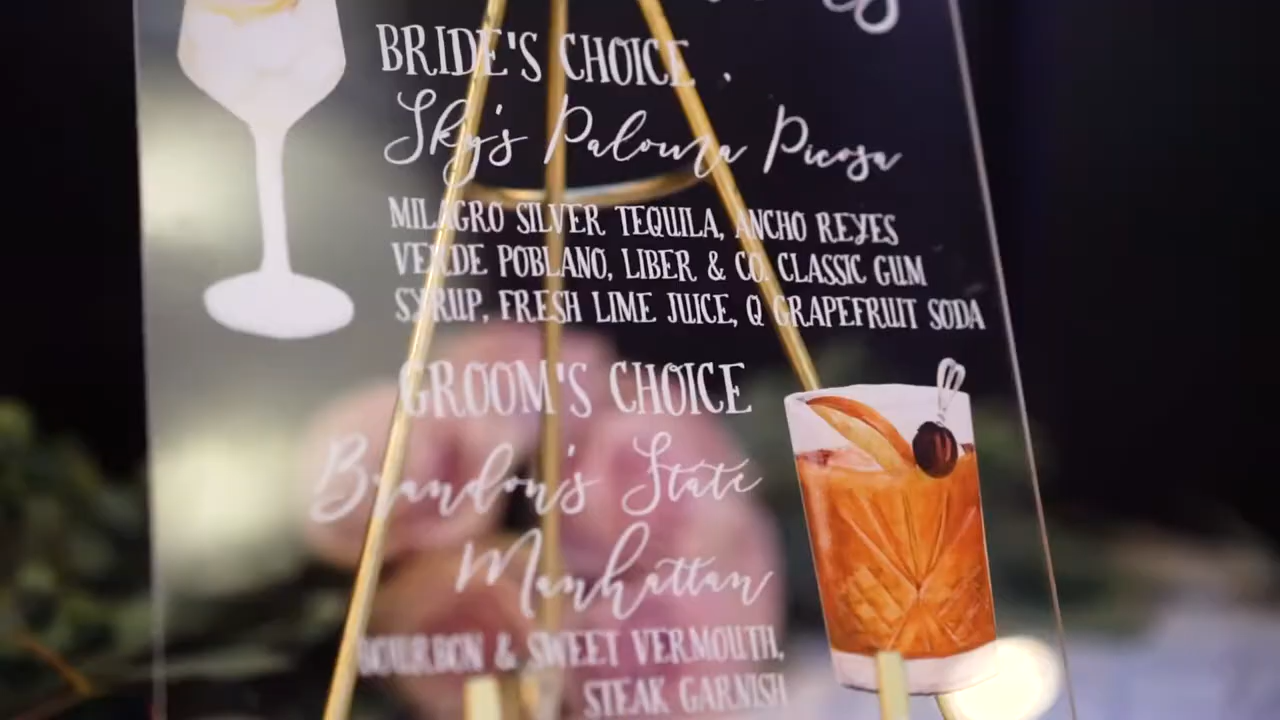 BRIDE'S CHOICE
Sky's Paloma Picosa
MILAGRO SILVER TEQUILA, ANCHO REYES
VERDE POBLANO, LIBER & CO. CLASSIC GUM
SYRUP, FRESH LIME JUICE, Q GRAPEFRUIT SODA
GROOM'S CHOICE
Brandon's State
Manhattan
BOURBON & SWEET VERMOUTH,
STEAK GARNISH